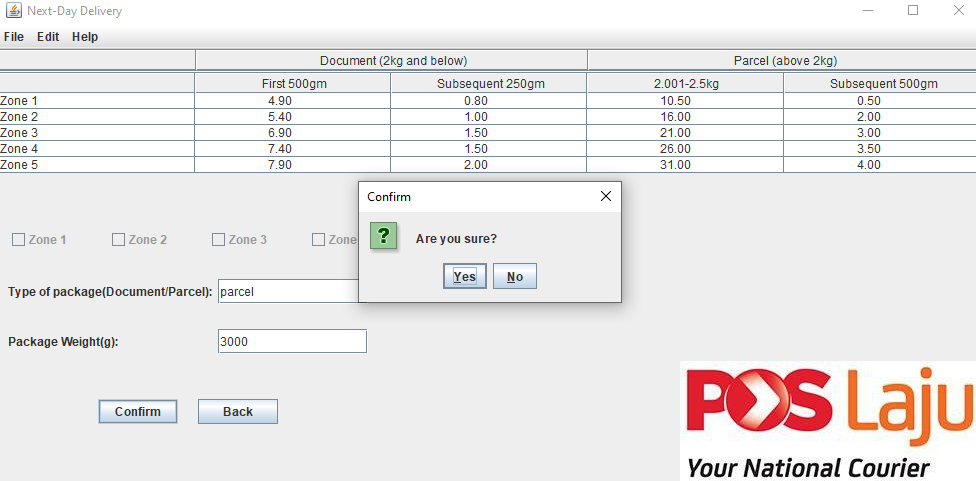 Next-Day Delivery
File Edit Help
Document (2kg and below) Parcel (above 2kg)
First 500gm Subsequent 250gm 2.001-2.5kg Subsequent 500gm
Zone 1 4.90 0.80 10.50 0.50
Zone 2 5.40 1.00 16.00 2.00
Zone 3 6.90 1.50 21.00 3.00
Zone 4 7.40 1.50 26.00 3.50
Zone 5 7.90 2.00 31.00 4.00
Confirm
Are you sure?
Yes No
Zone 1 Zone 2 Zone 3 Zone
Type of package(Document/Parcel): parcel
Package Weight(g): 3000
Confirm Back
POS Laju
Your National Courier